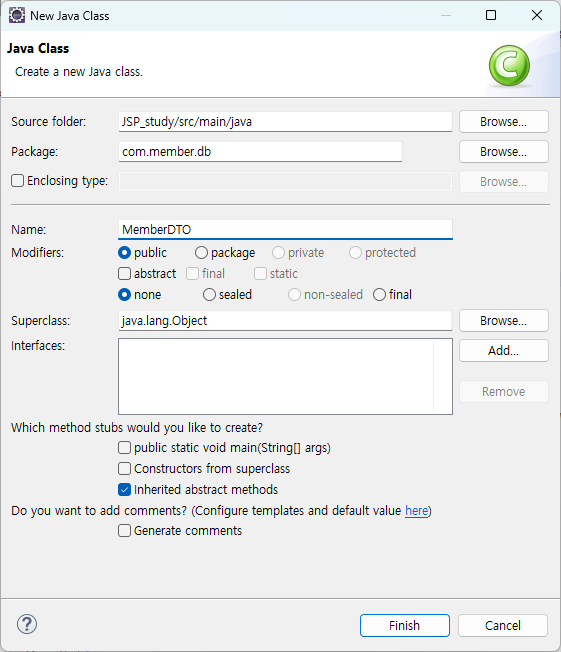 New Java Class
Java Class
Create a new Java class.
Source folder: JSP_study/src/main/java Browse...
Package: com.member.db Browse...
Enclosing type: Browse...
Name: MemberDTO
Modifiers: public package private protected
abstract final static
none sealed non-sealed final
Superclass: java.lang.Object Browse...
Interfaces: Add...
Remove
Which method stubs would you like to create?
public static void main(String[] args)
Constructors from superclass
Inherited abstract methods
Do you want to add comments? (Configure templates and default value here)
Generate comments
? Finish Cancel